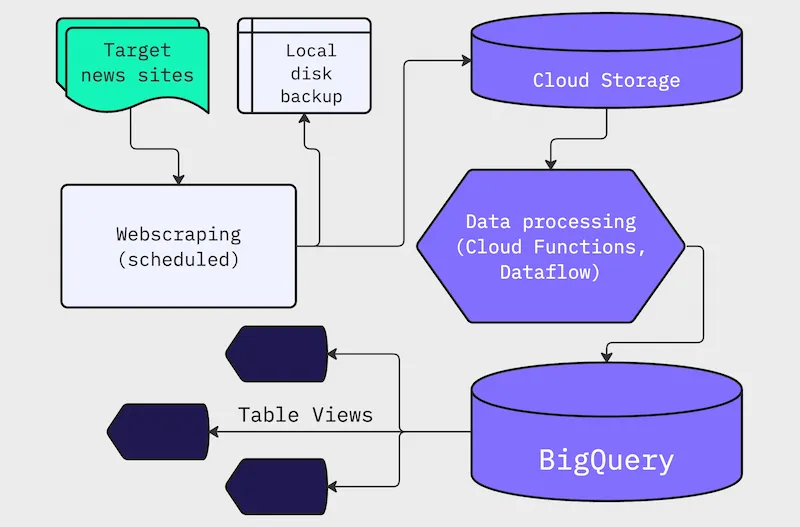 Target
news sites
Local
disk
backup
Cloud Storage
Webscraping
(scheduled)
Data processing
(Cloud Functions,
Dataflow)
Table Views
BigQuery